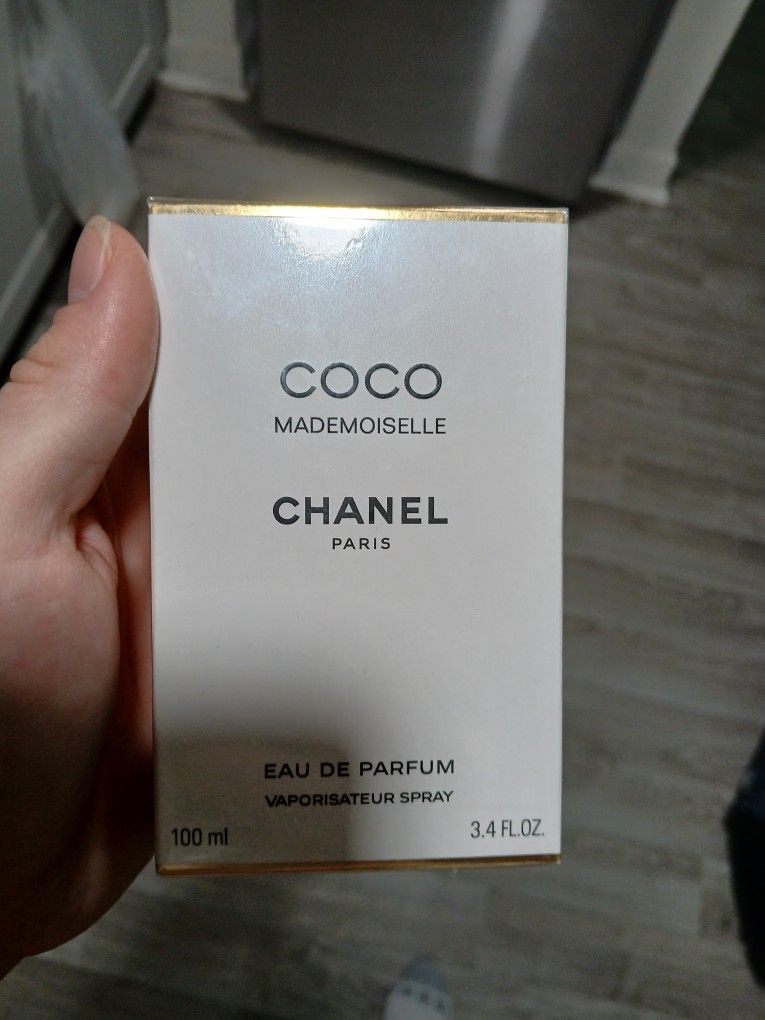 COCO
MADEMOISELLE
CHANEL
PARIS
EAU DE PARFUM
VAPORISATEUR SPRAY
100 ml 3.4 FL.OZ.